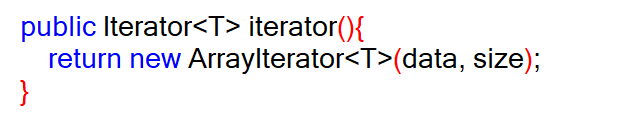 public Iterator<T> iterator(){
return new ArrayIterator<T>(data, size);
}